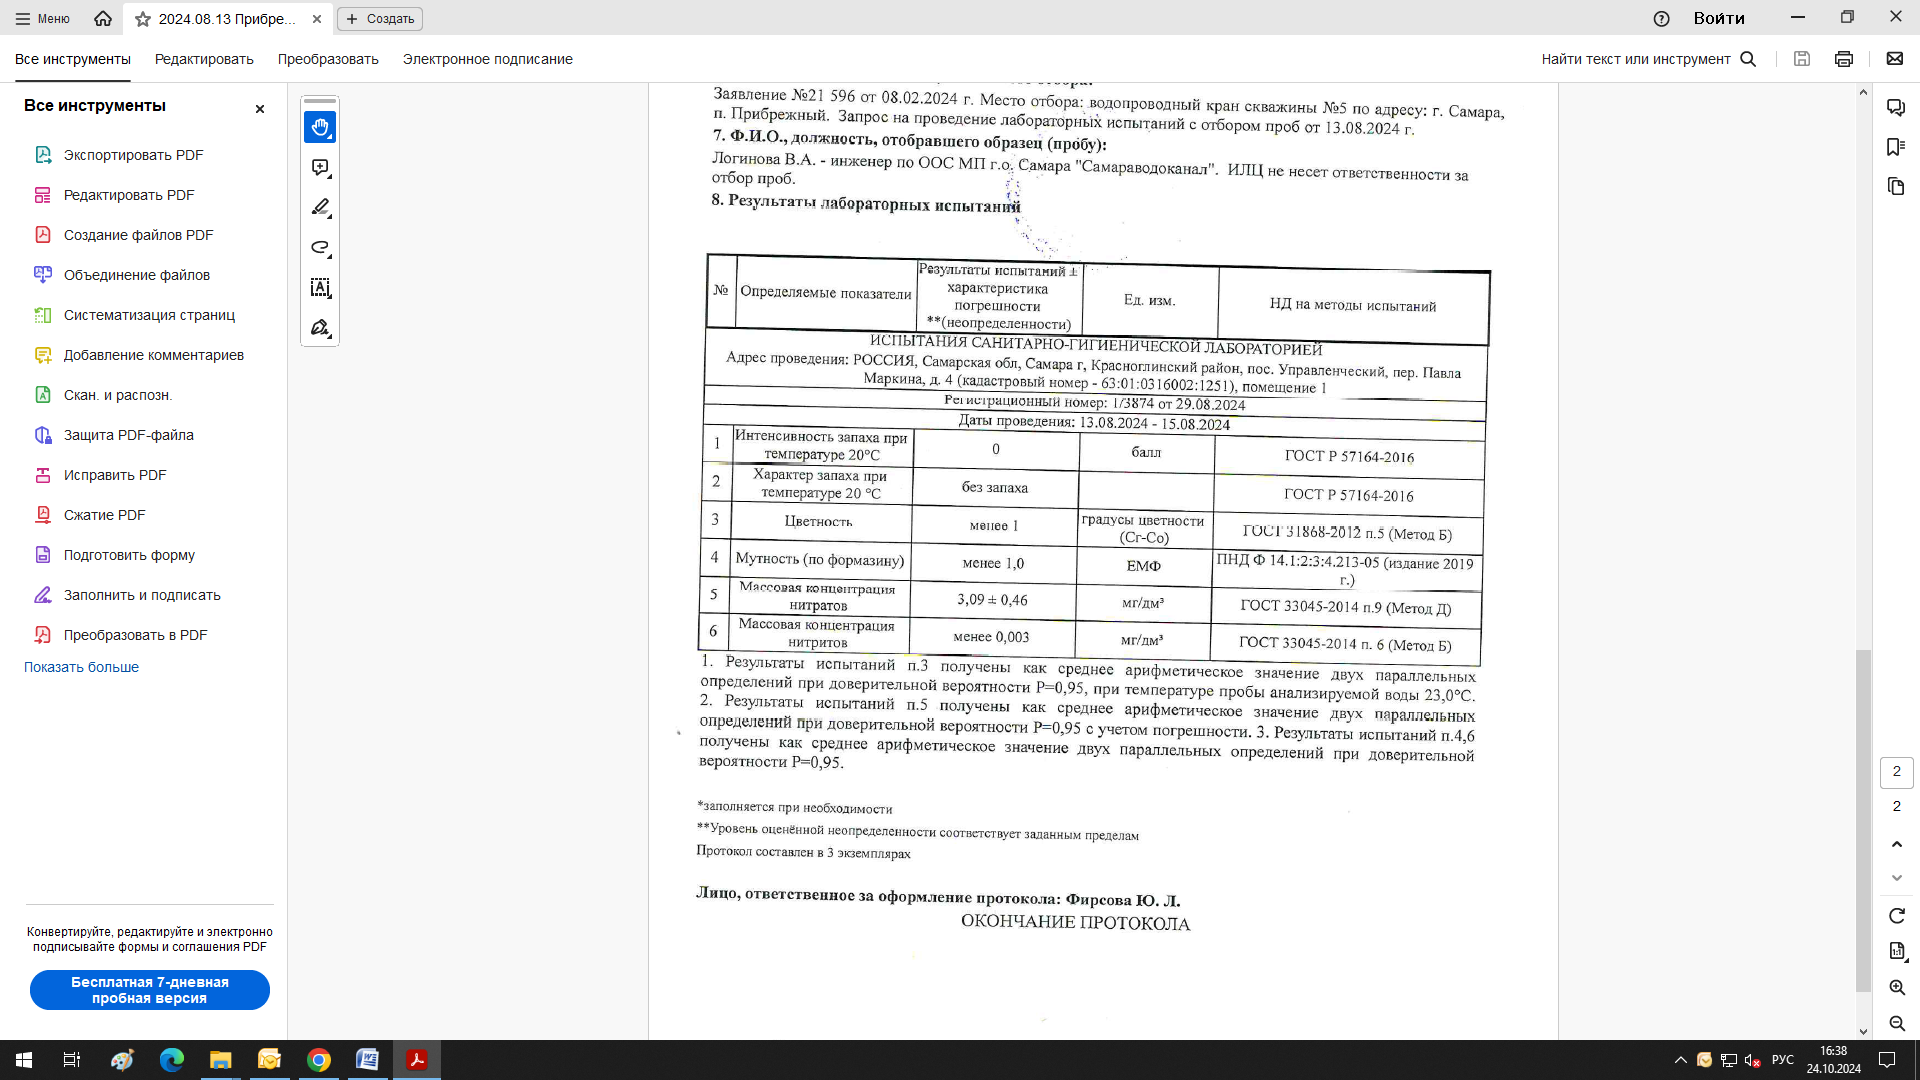 Меню
2024.08.13 Прибре...
Создать
Войти
Все инструменты
Редактировать
Преобразовать
Электронное подписание
Найти текст или инструмент
Все инструменты
Экспортировать PDF
Редактировать PDF
Создание файлов PDF
Объединение файлов
Систематизация страниц
Добавление комментариев
Скан. и распозн.
Защита PDF-файла
Исправить PDF
Сжатие PDF
Подготовить форму
Заполнить и подписать
Преобразовать в PDF
Показать больше
Конвертируйте, редактируйте и электронно
подписывайте формы и соглашения PDF
Бесплатная 7-дневная
пробная версия
Заявление №21 596 от 08.02.2024 г. Место отбора: водопроводный кран скважины №5 по адресу: г. Самара,
п. Прибрежный. Запрос на проведение лабораторных испытаний с отбором проб от 13.08.2024 г.
7. Ф.И.О., должность, отобравшего образец (пробу):
Логинова В.А. - инженер по ООС МП г.о. Самара "Самараводоканал". ИЛЦ не несет ответственности за
отбор проб.
8. Результаты лабораторных испытаний
№
Определяемые показатели
Результаты испытаний ±
характеристика
погрешности
**(неопределенности)
Ед. изм.
НД на методы испытаний
ИСПЫТАНИЯ САНИТАРНО-ГИГИЕНИЧЕСКОЙ ЛАБОРАТОРИЕЙ
Адрес проведения: РОССИЯ, Самарская обл, Самара г, Красноглинский район, пос. Управленческий, пер. Павла
Маркина, д. 4 (кадастровый номер - 63:01:0316002:1251), помещение 1
Регистрационный номер: 1/3874 от 29.08.2024
Даты проведения: 13.08.2024 - 15.08.2024
1
Интенсивность запаха при
температуре 20°С
0
балл
ГОСТ Р 57164-2016
2
Характер запаха при
температуре 20 °С
без запаха
ГОСТ Р 57164-2016
3
Цветность
менее 1
градусы цветности
(Cr-Co)
ГОСТ 31868-2012 п.5 (Метод Б)
4
Мутность (по формазину)
менее 1,0
ЕМФ
ПНД Ф 14.1:2:3:4.213-05 (издание 2019
г.)
5
Массовая концентрация
нитратов
3,09 ± 0,46
мг/дм³
ГОСТ 33045-2014 п.9 (Метод Д)
6
Массовая концентрация
нитритов
менее 0,003
мг/дм³
ГОСТ 33045-2014 п. 6 (Метод Б)
1. Результаты испытаний п.3 получены как среднее арифметическое значение двух параллельных
определений при доверительной вероятности Р=0,95, при температуре пробы анализируемой воды 23,0°С.
2. Результаты испытаний п.5 получены как среднее арифметическое значение двух параллельных
определений при доверительной вероятности Р=0,95 с учетом погрешности. 3. Результаты испытаний п.4,6
получены как среднее арифметическое значение двух параллельных определений при доверительной
вероятности Р=0,95.
*заполняется при необходимости
**Уровень оценённой неопределенности соответствует заданным пределам
Протокол составлен в 3 экземплярах
Лицо, ответственное за оформление протокола: Фирсова Ю. Л.
ОКОНЧАНИЕ ПРОТОКОЛА
2
2
РУС
16:38
24.10.2024